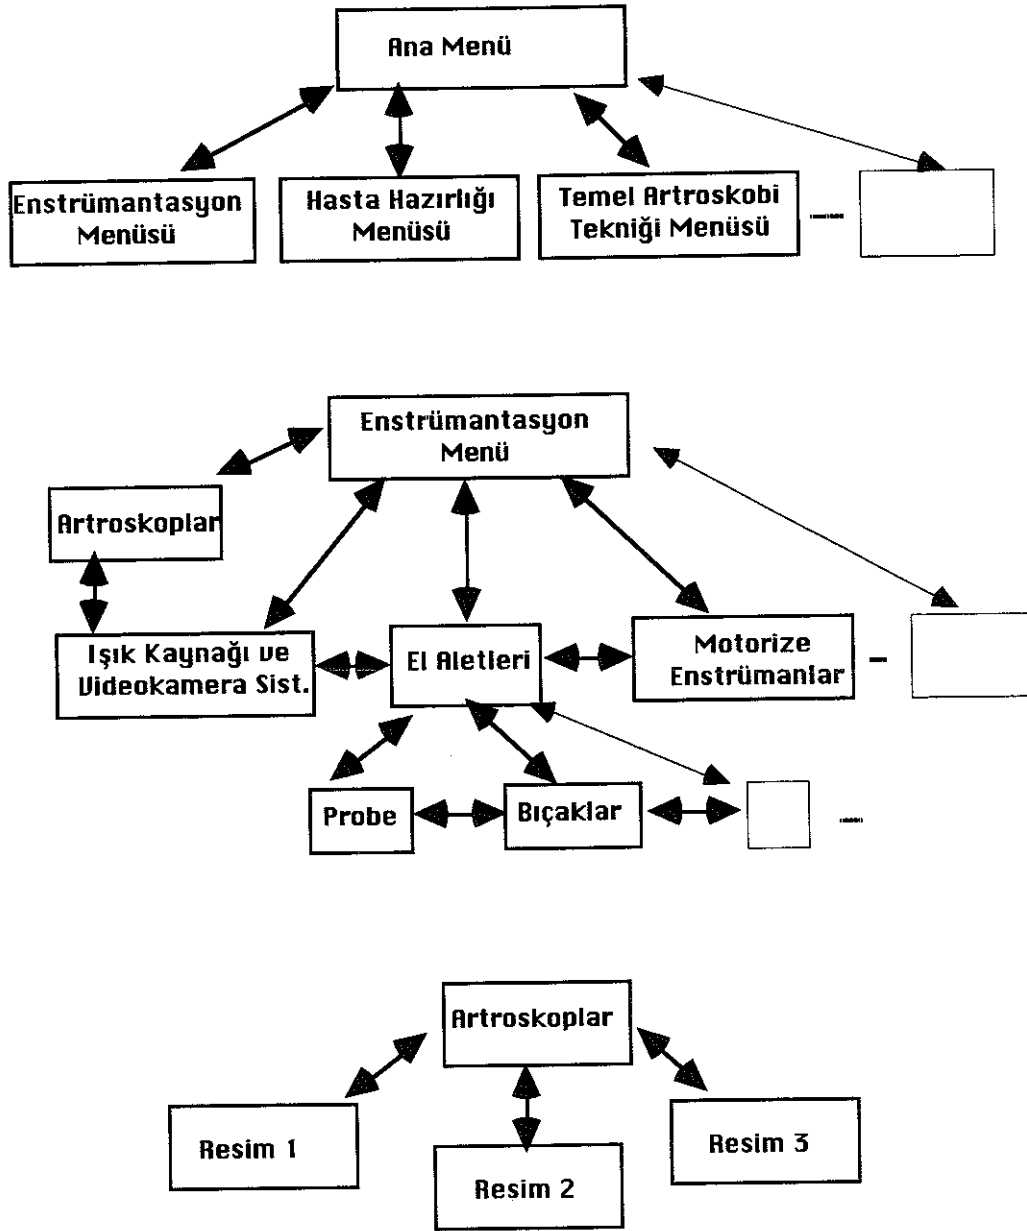 Ana Menü
Enstrümantasyon
Menüsü
Hasta Hazırlığı
Menüsü
Temel Artroskobi
Tekniği Menüsü
Enstrümantasyon
Menü
Artroskoplar
Işık Kaynağı ve
Videokamera Sist.
El Aletleri
Motorize
Enstrümanlar
Probe
Bıçaklar
Artroskoplar
Resim 1
Resim 2
Resim 3